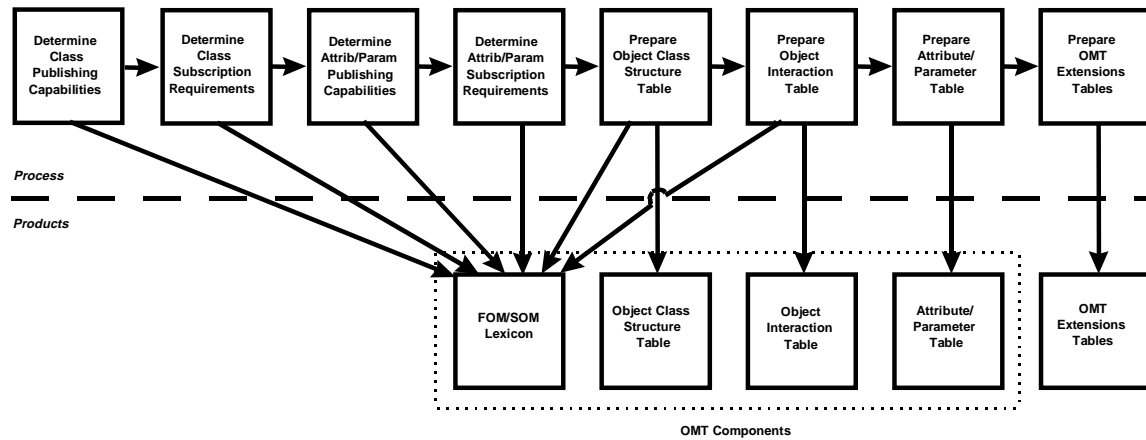 Determine
Class
Publishing
Capabilities
Determine
Class
Subscription
Requirements
Determine
Attrib/Param
Publishing
Capabilities
Determine
Attrib/Param
Subscription
Requirements
Prepare
Object Class
Structure
Table
Prepare
Object
Interaction
Table
Prepare
Attribute/
Parameter
Table
Prepare
OMT
Extensions
Tables
Process
Products
FOM/SOM
Lexicon
Object Class
Structure
Table
Object
Interaction
Table
Attribute/
Parameter
Table
OMT
Extensions
Tables
OMT Components